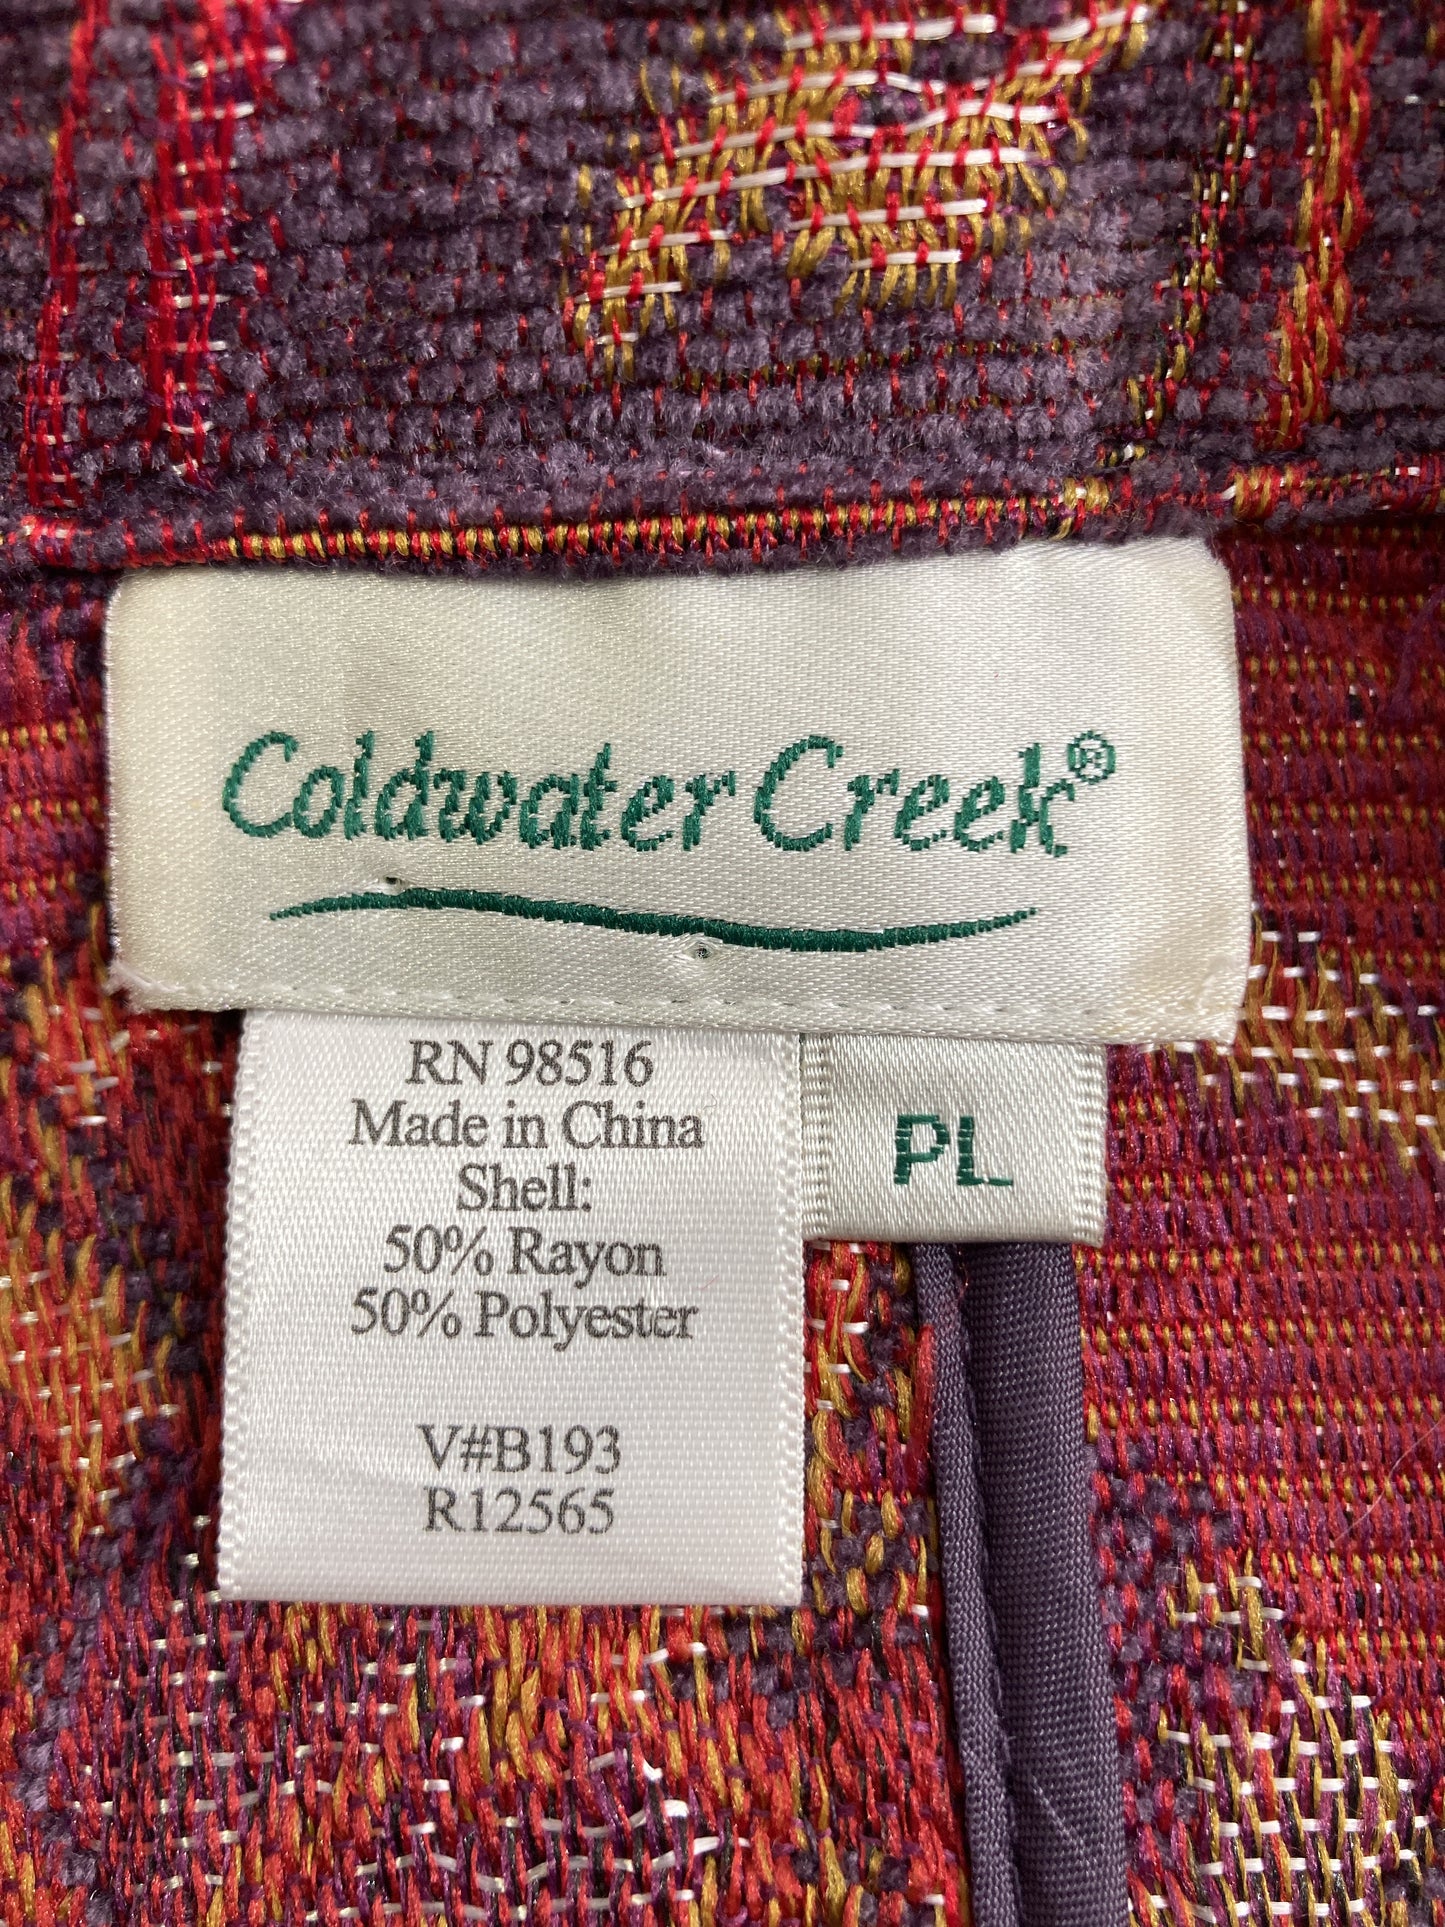 Coldwater Creek®
RN 98516
Made in China
Shell:
50% Rayon
50% Polyester
V#B193
R12565
PL